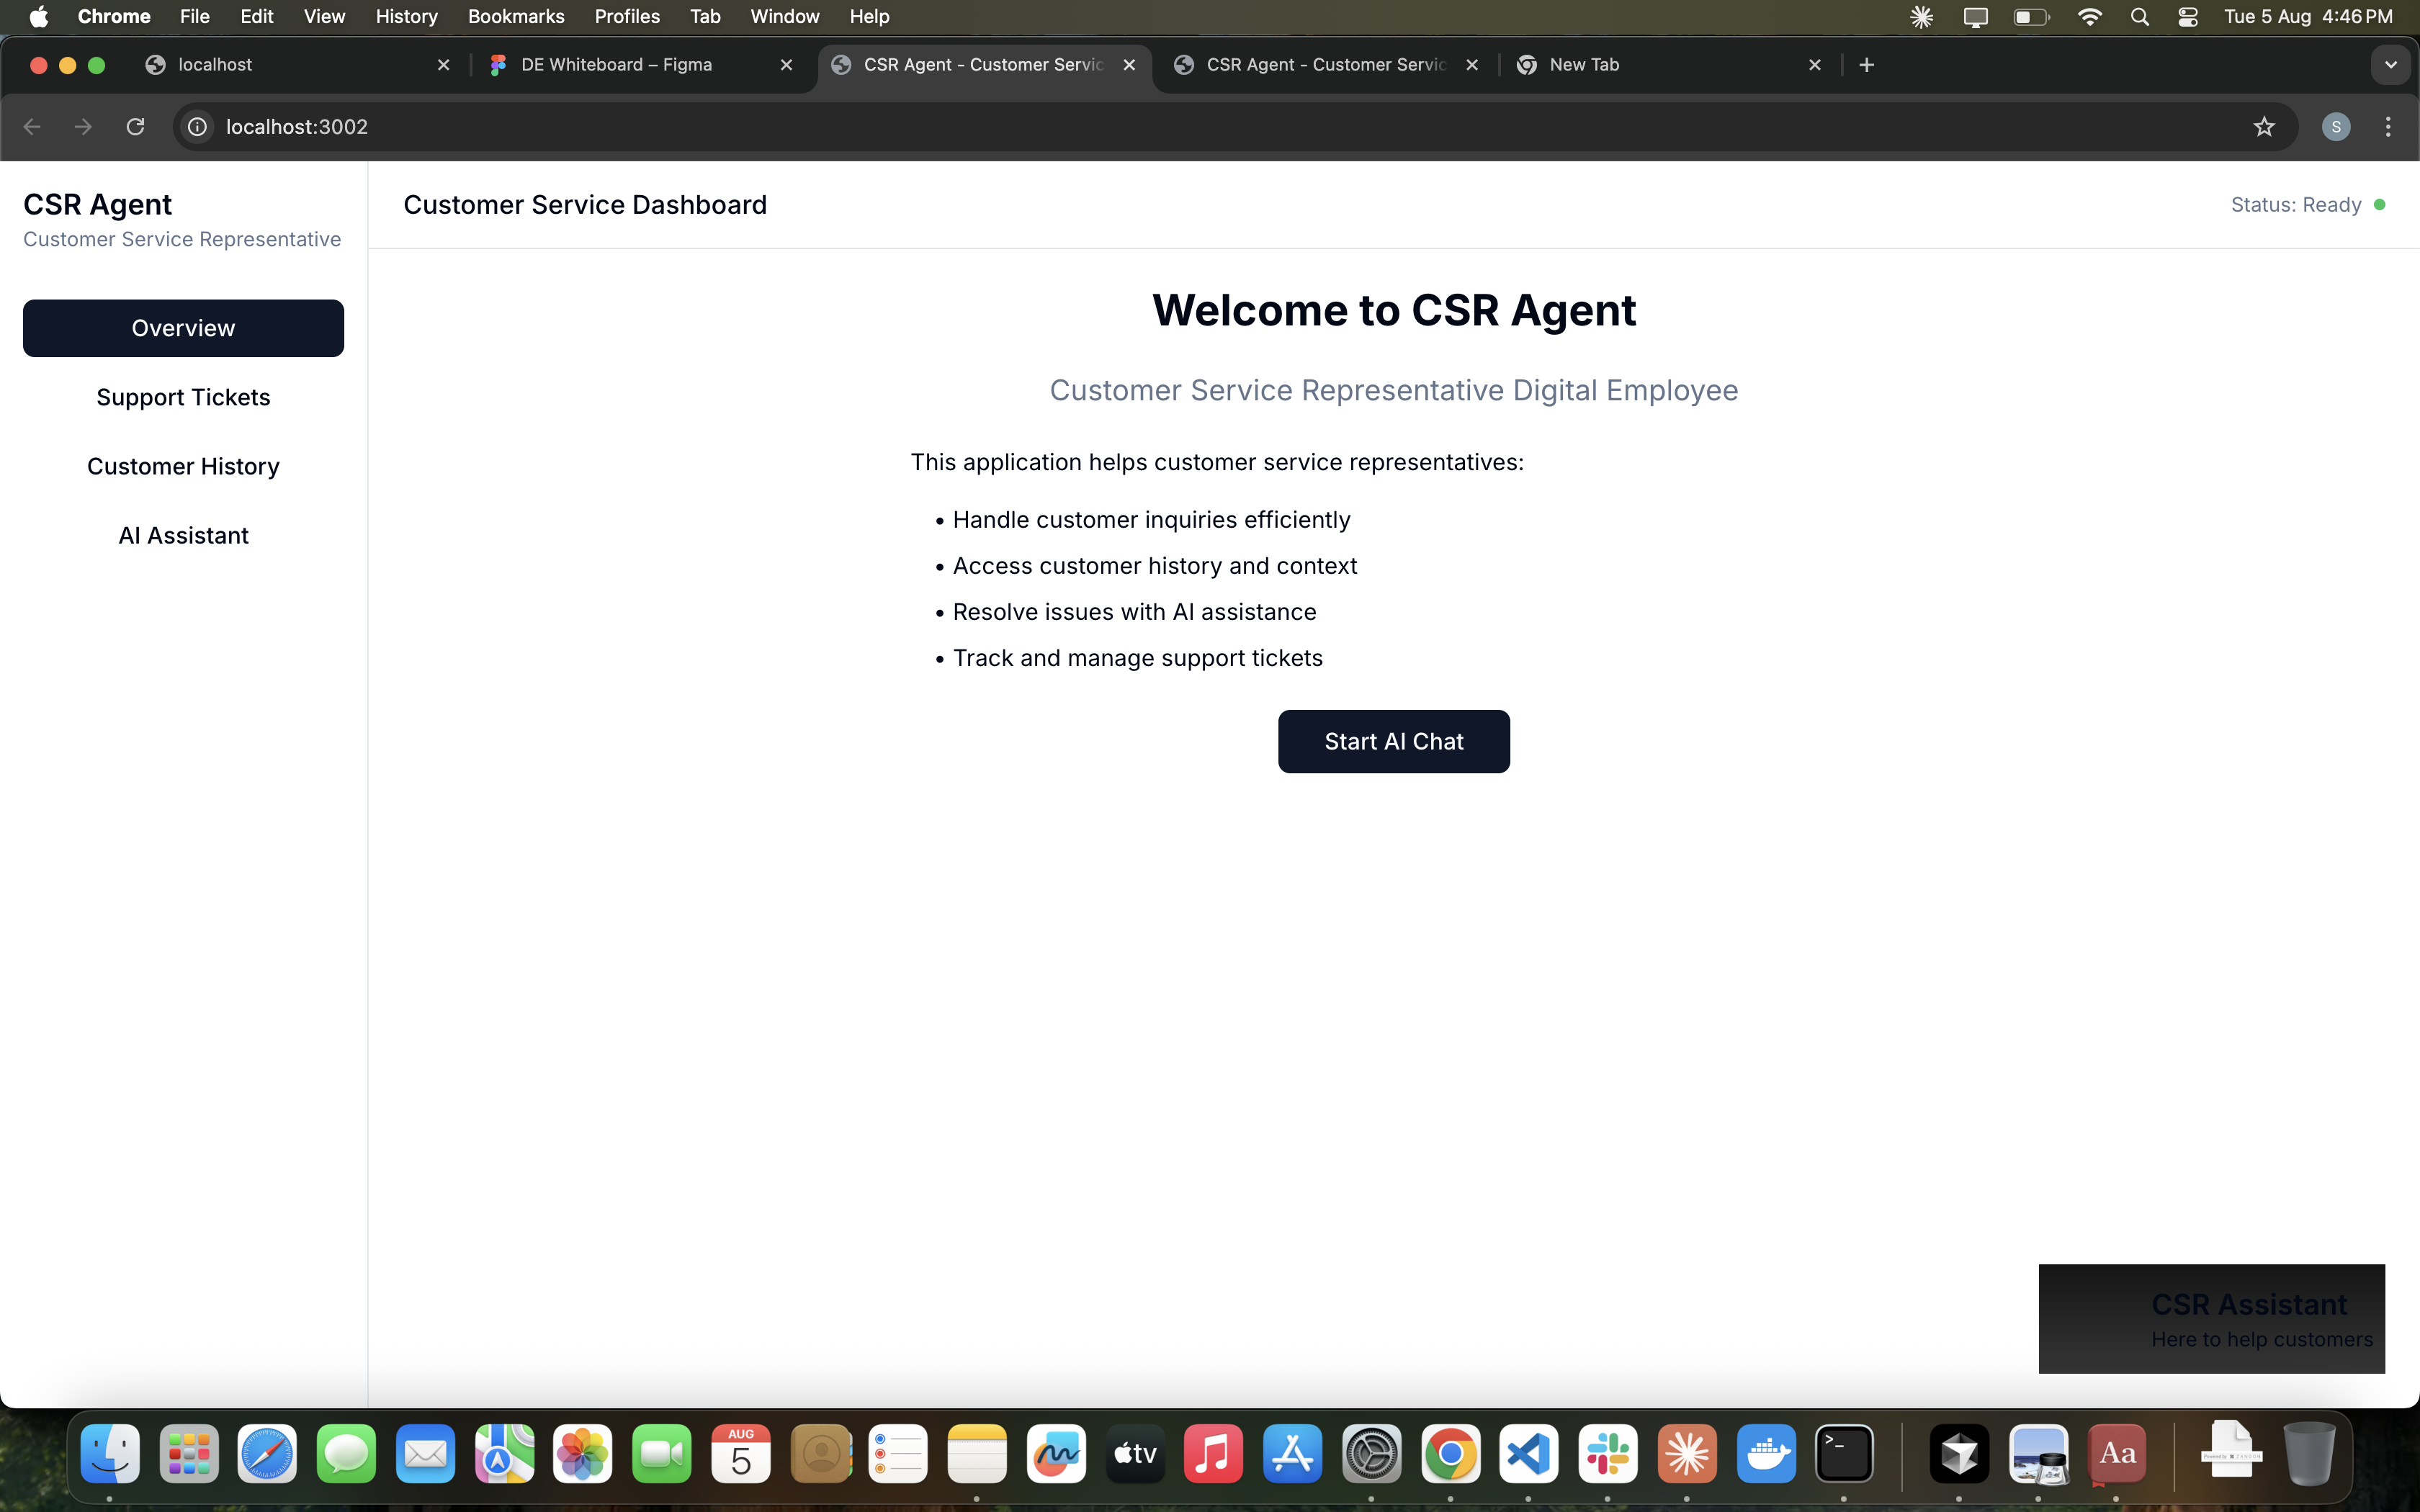 Chrome File Edit View History Bookmarks Profiles Tab Window Help Tue 5 Aug 4:46 PM
localhost DE Whiteboard – Figma CSR Agent - Customer Servic CSR Agent - Customer Servic New Tab
localhost:3002 S
CSR Agent
Customer Service Representative
Overview
Support Tickets
Customer History
AI Assistant
Customer Service Dashboard
Status: Ready
Welcome to CSR Agent
Customer Service Representative Digital Employee
This application helps customer service representatives:
• Handle customer inquiries efficiently
• Access customer history and context
• Resolve issues with AI assistance
• Track and manage support tickets
Start AI Chat
CSR Assistant
Here to help customers
AUG
5
tv
>_
Aa